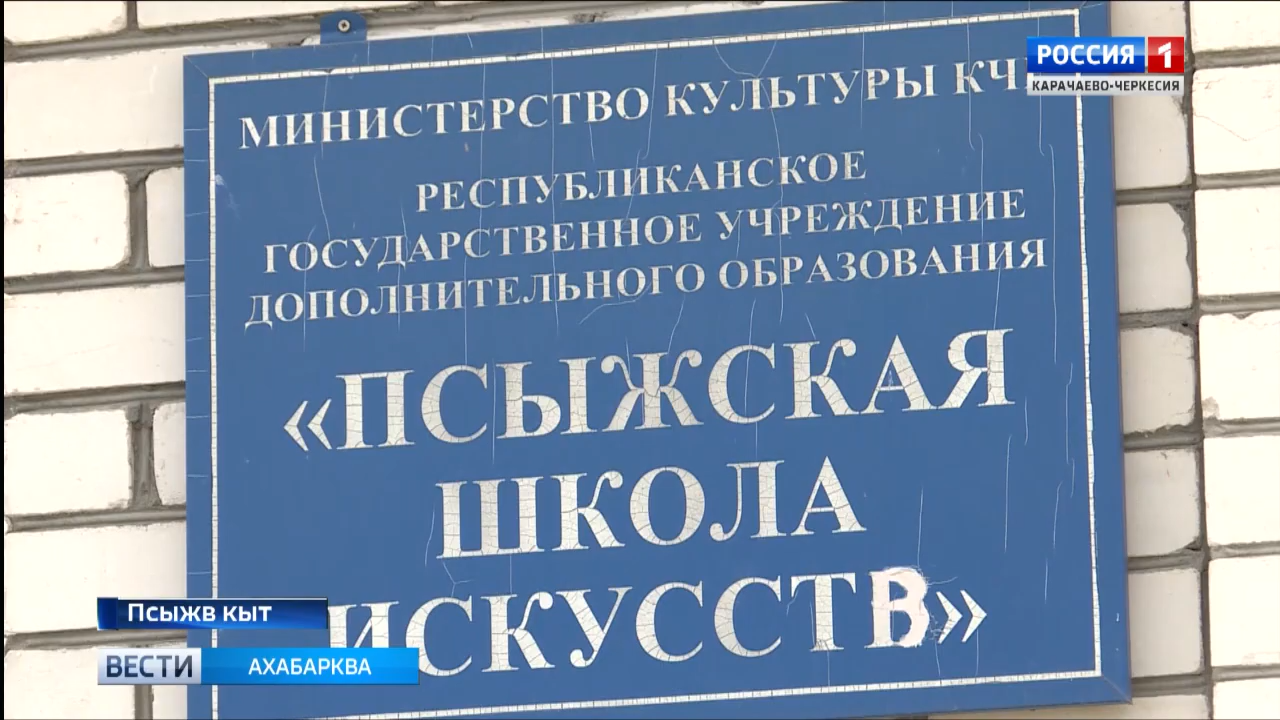 МИНИСТЕРСТВО КУЛЬТУРЫ КЧ
РЕСПУБЛИКАНСКОЕ
ГОСУДАРСТВЕННОЕ УЧРЕЖДЕНИЕ
ДОПОЛНИТЕЛЬНОГО ОБРАЗОВАНИЯ
«ПСЫЖСКАЯ
ШКОЛА
ИСКУССТВ»
РОССИЯ 1
КАРАЧАЕВО-ЧЕРКЕСИЯ
Псыжв кыт
ВЕСТИ АХАБАРКВА